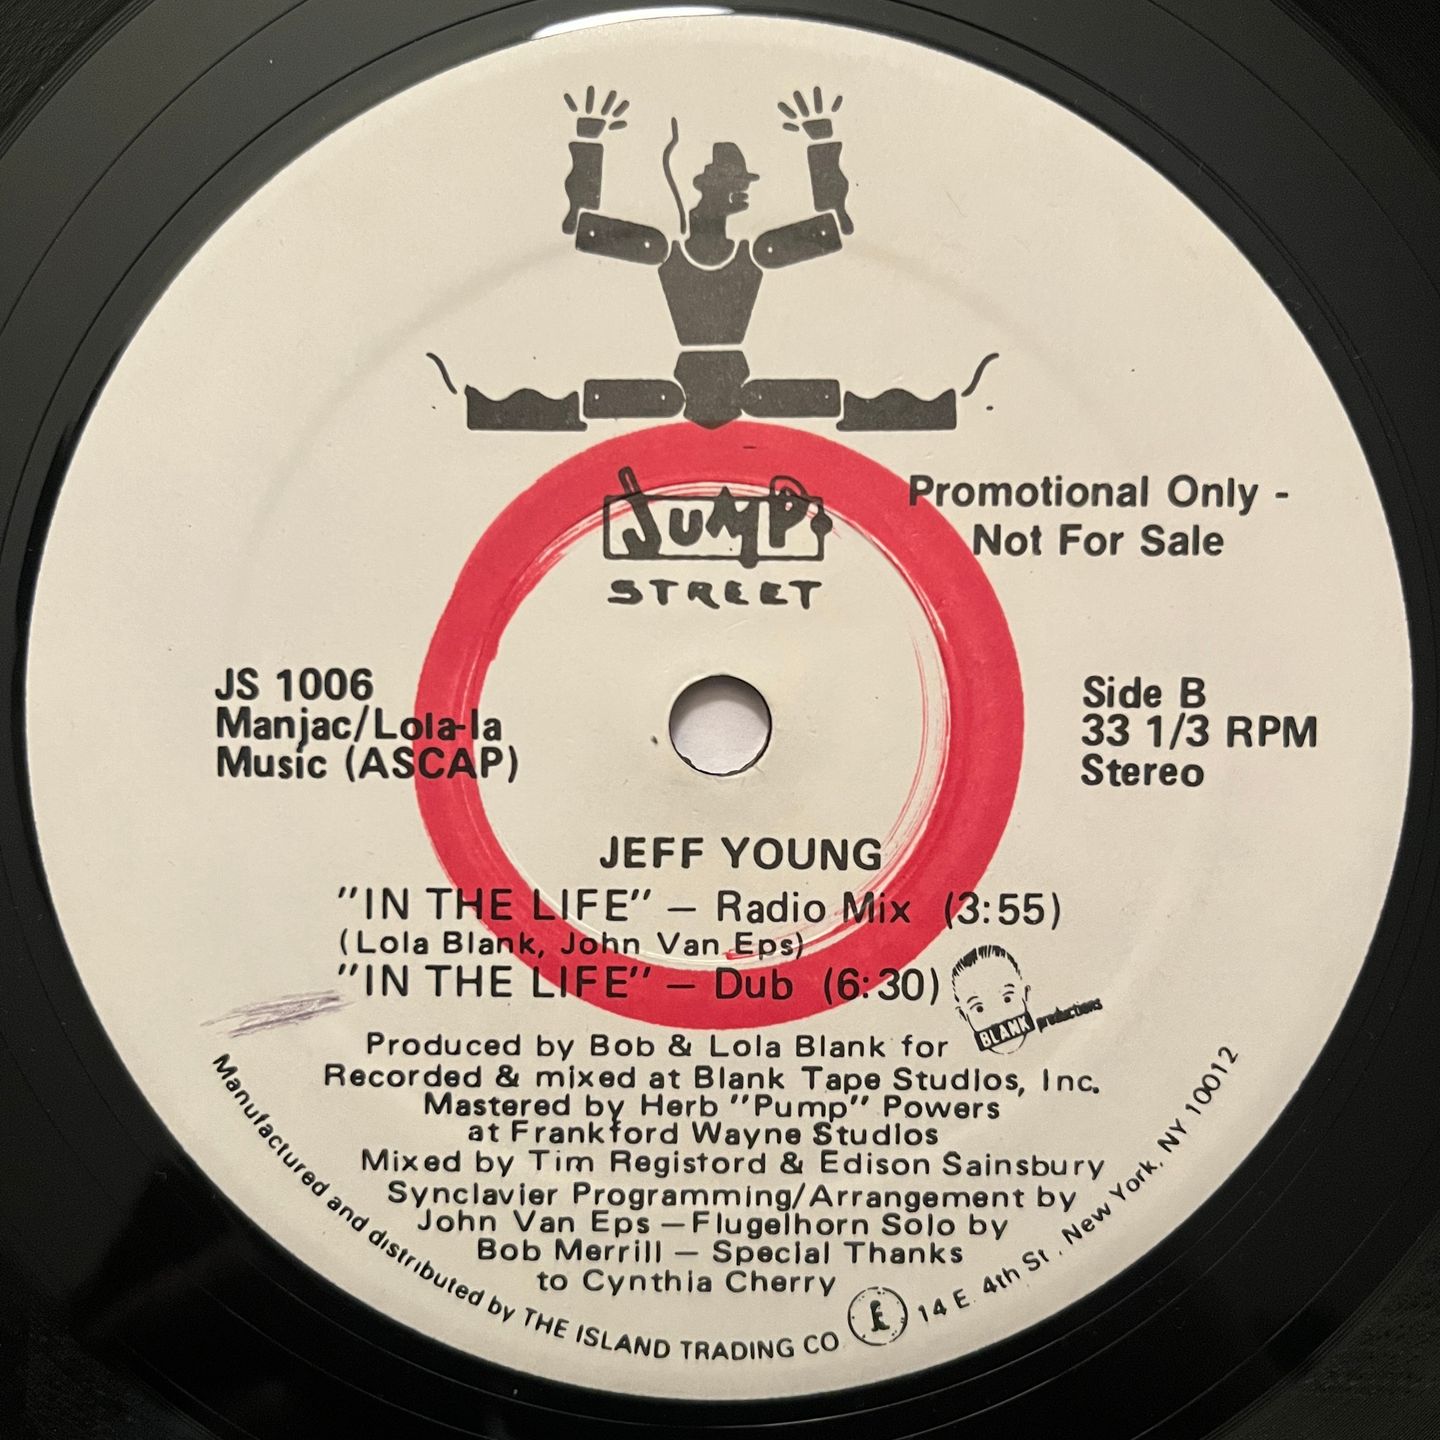 JUMP
STREET
Promotional Only -
Not For Sale
JS 1006
Manjac/Lola-la
Music (ASCAP)
Side B
33 1/3 RPM
Stereo
JEFF YOUNG
"IN THE LIFE" — Radio Mix (3:55)
(Lola Blank, John Van Eps)
"IN THE LIFE" — Dub (6:30)
BLANK productions
Produced by Bob & Lola Blank for
Recorded & mixed at Blank Tape Studios, Inc.
Mastered by Herb "Pump" Powers
at Frankford Wayne Studios
Mixed by Tim Registord & Edison Sainsbury
Synclavier Programming/Arrangement by
John Van Eps — Flugelhorn Solo by
Bob Merrill — Special Thanks
to Cynthia Cherry
Manufactured and distributed by THE ISLAND TRADING CO 14 E. 4th St. New York, NY 10012